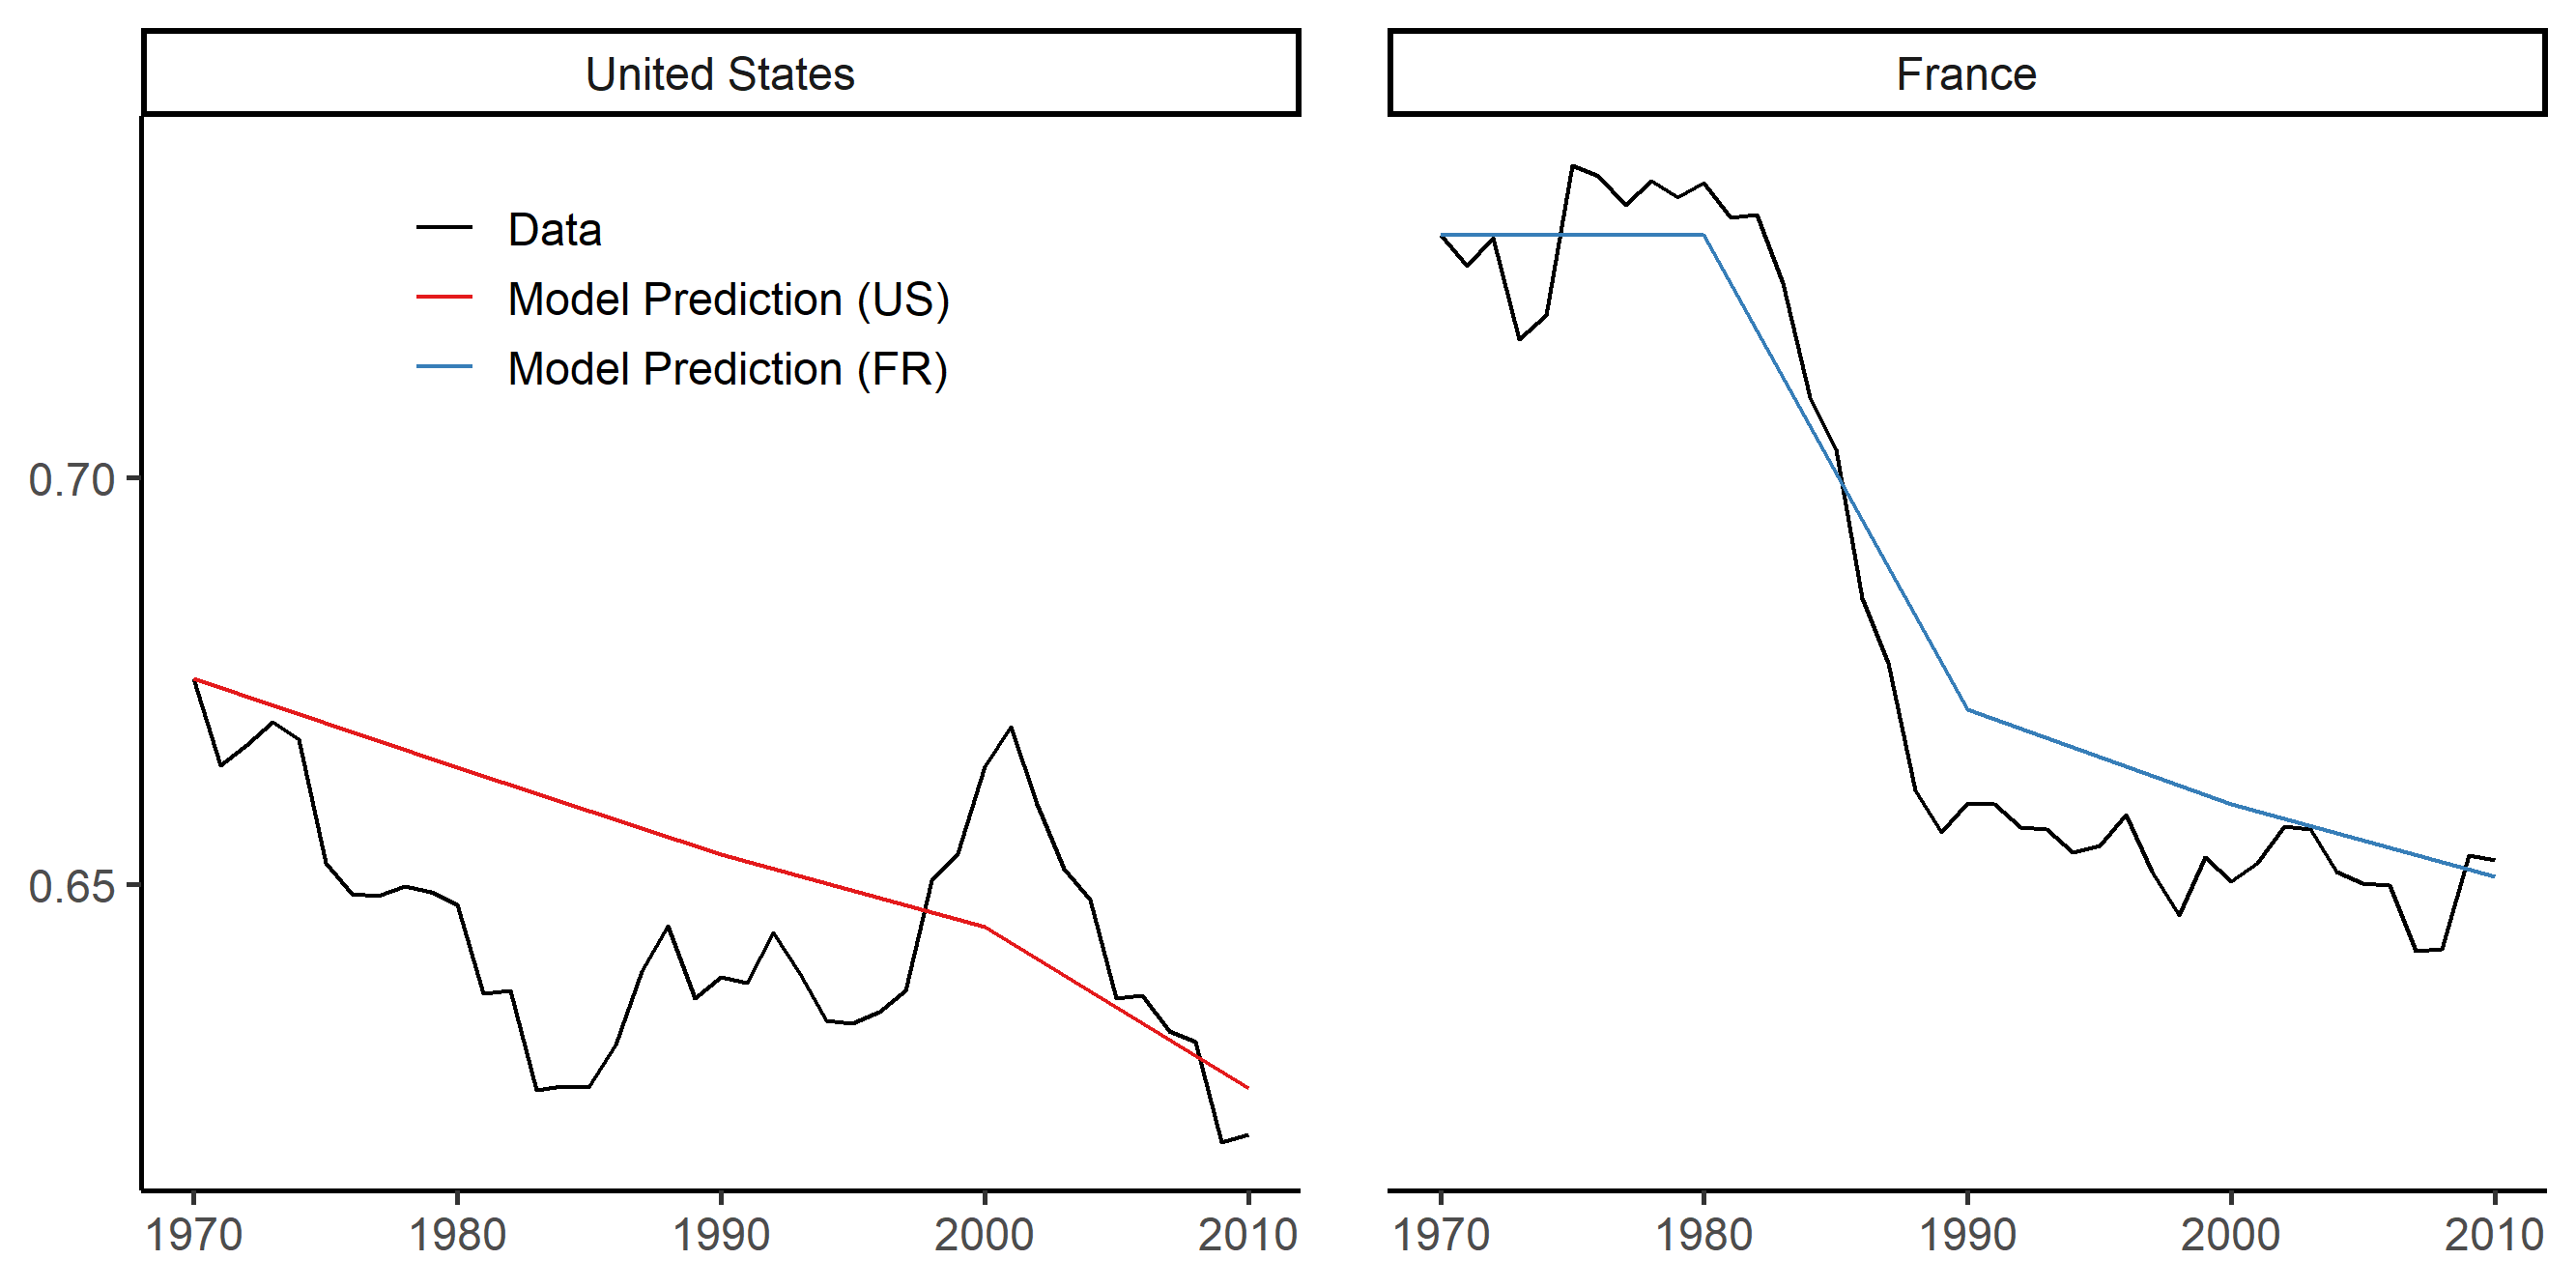 United States
France
Data
Model Prediction (US)
Model Prediction (FR)
0.70
0.65
1970 1980 1990 2000 2010
1970 1980 1990 2000 2010